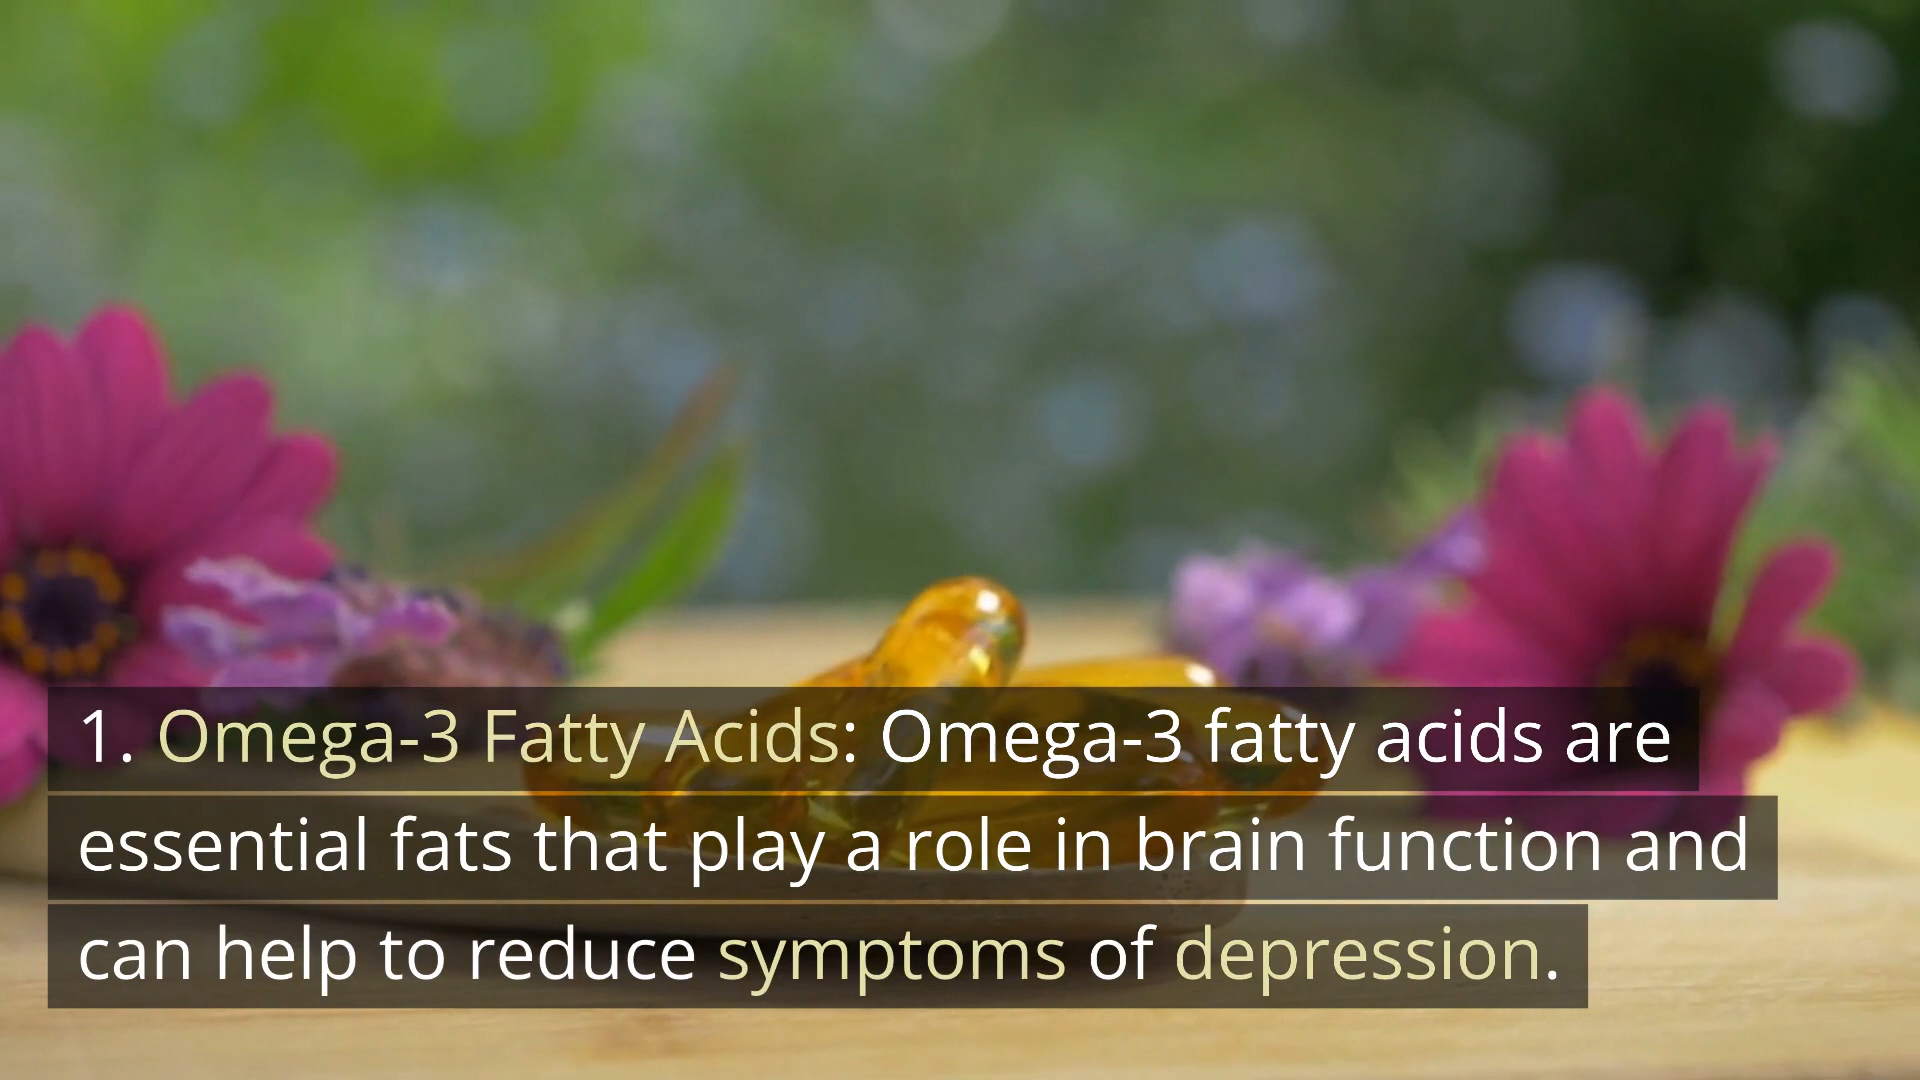 1. Omega-3 Fatty Acids: Omega-3 fatty acids are
essential fats that play a role in brain function and
can help to reduce symptoms of depression.